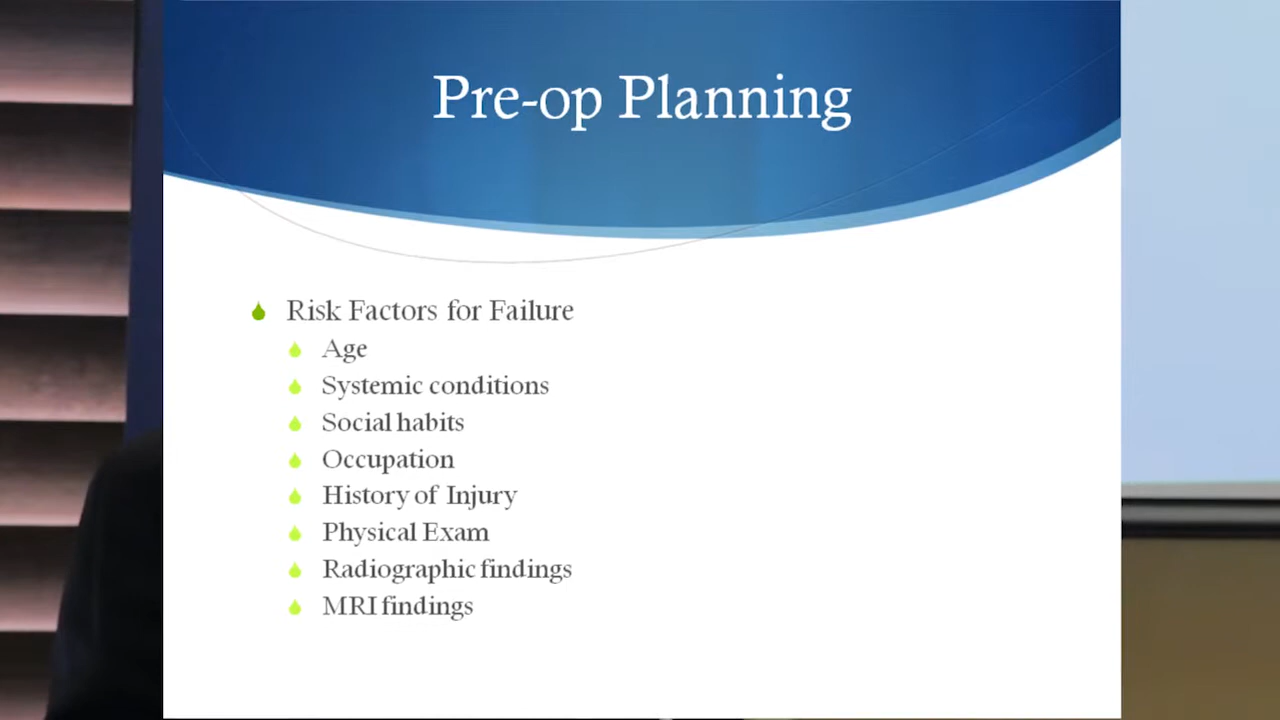 Pre-op Planning
Risk Factors for Failure
Age
Systemic conditions
Social habits
Occupation
History of Injury
Physical Exam
Radiographic findings
MRI findings